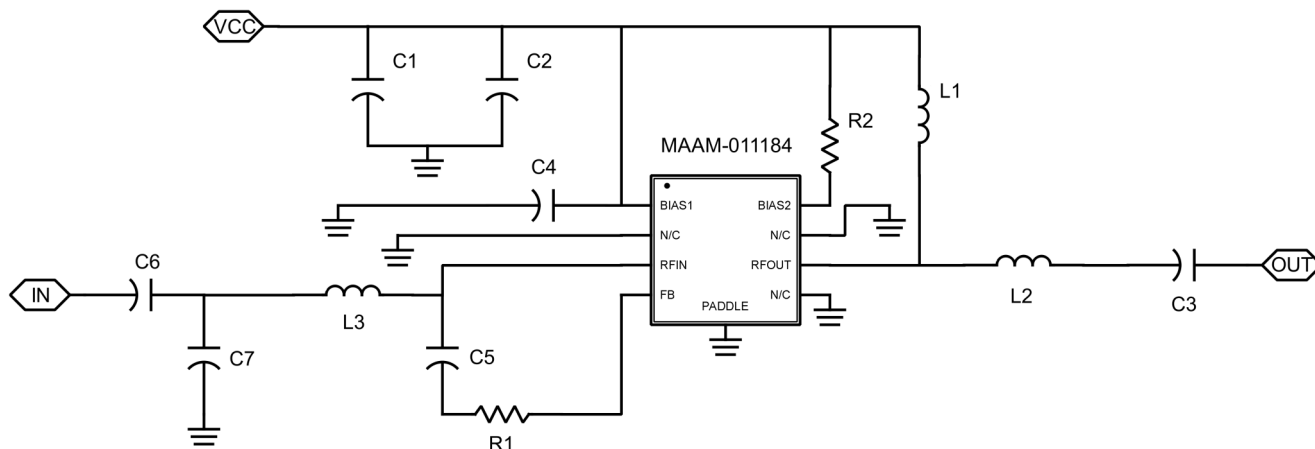 VCC
C1
C2
L1
R2
MAAM-011184
C4
BIAS1
BIAS2
N/C
N/C
C6
RFIN
RFOUT
IN
OUT
L3
FB
N/C
L2
C3
PADDLE
C7
C5
R1